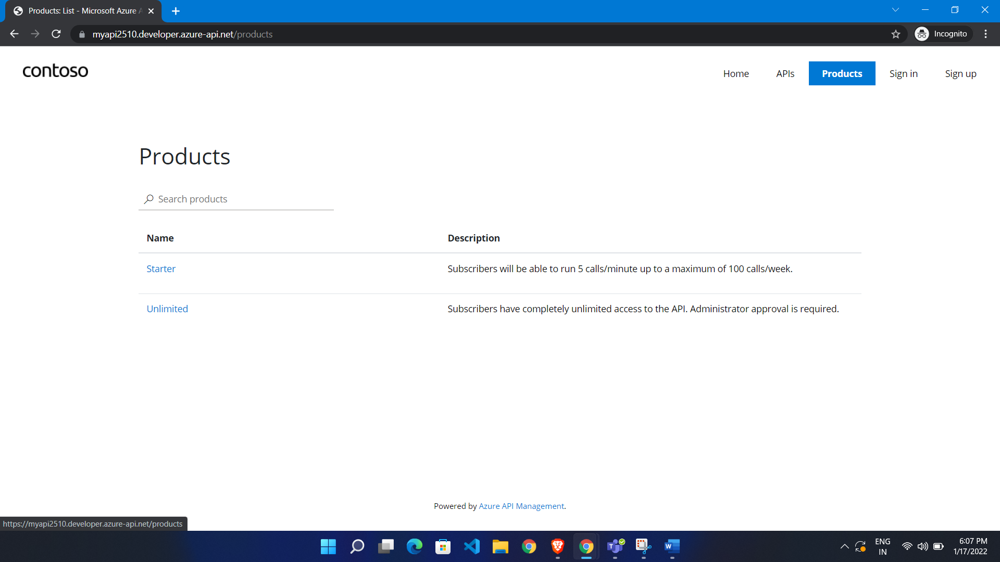 Products: List - Microsoft Azure A
myapi2510.developer.azure-api.net/products
Incognito
contoso
Home
APIs
Products
Sign in
Sign up
Products
Search products
Name
Description
Starter
Subscribers will be able to run 5 calls/minute up to a maximum of 100 calls/week.
Unlimited
Subscribers have completely unlimited access to the API. Administrator approval is required.
Powered by Azure API Management.
https://myapi2510.developer.azure-api.net/products
ENG
IN
6:07 PM
1/17/2022